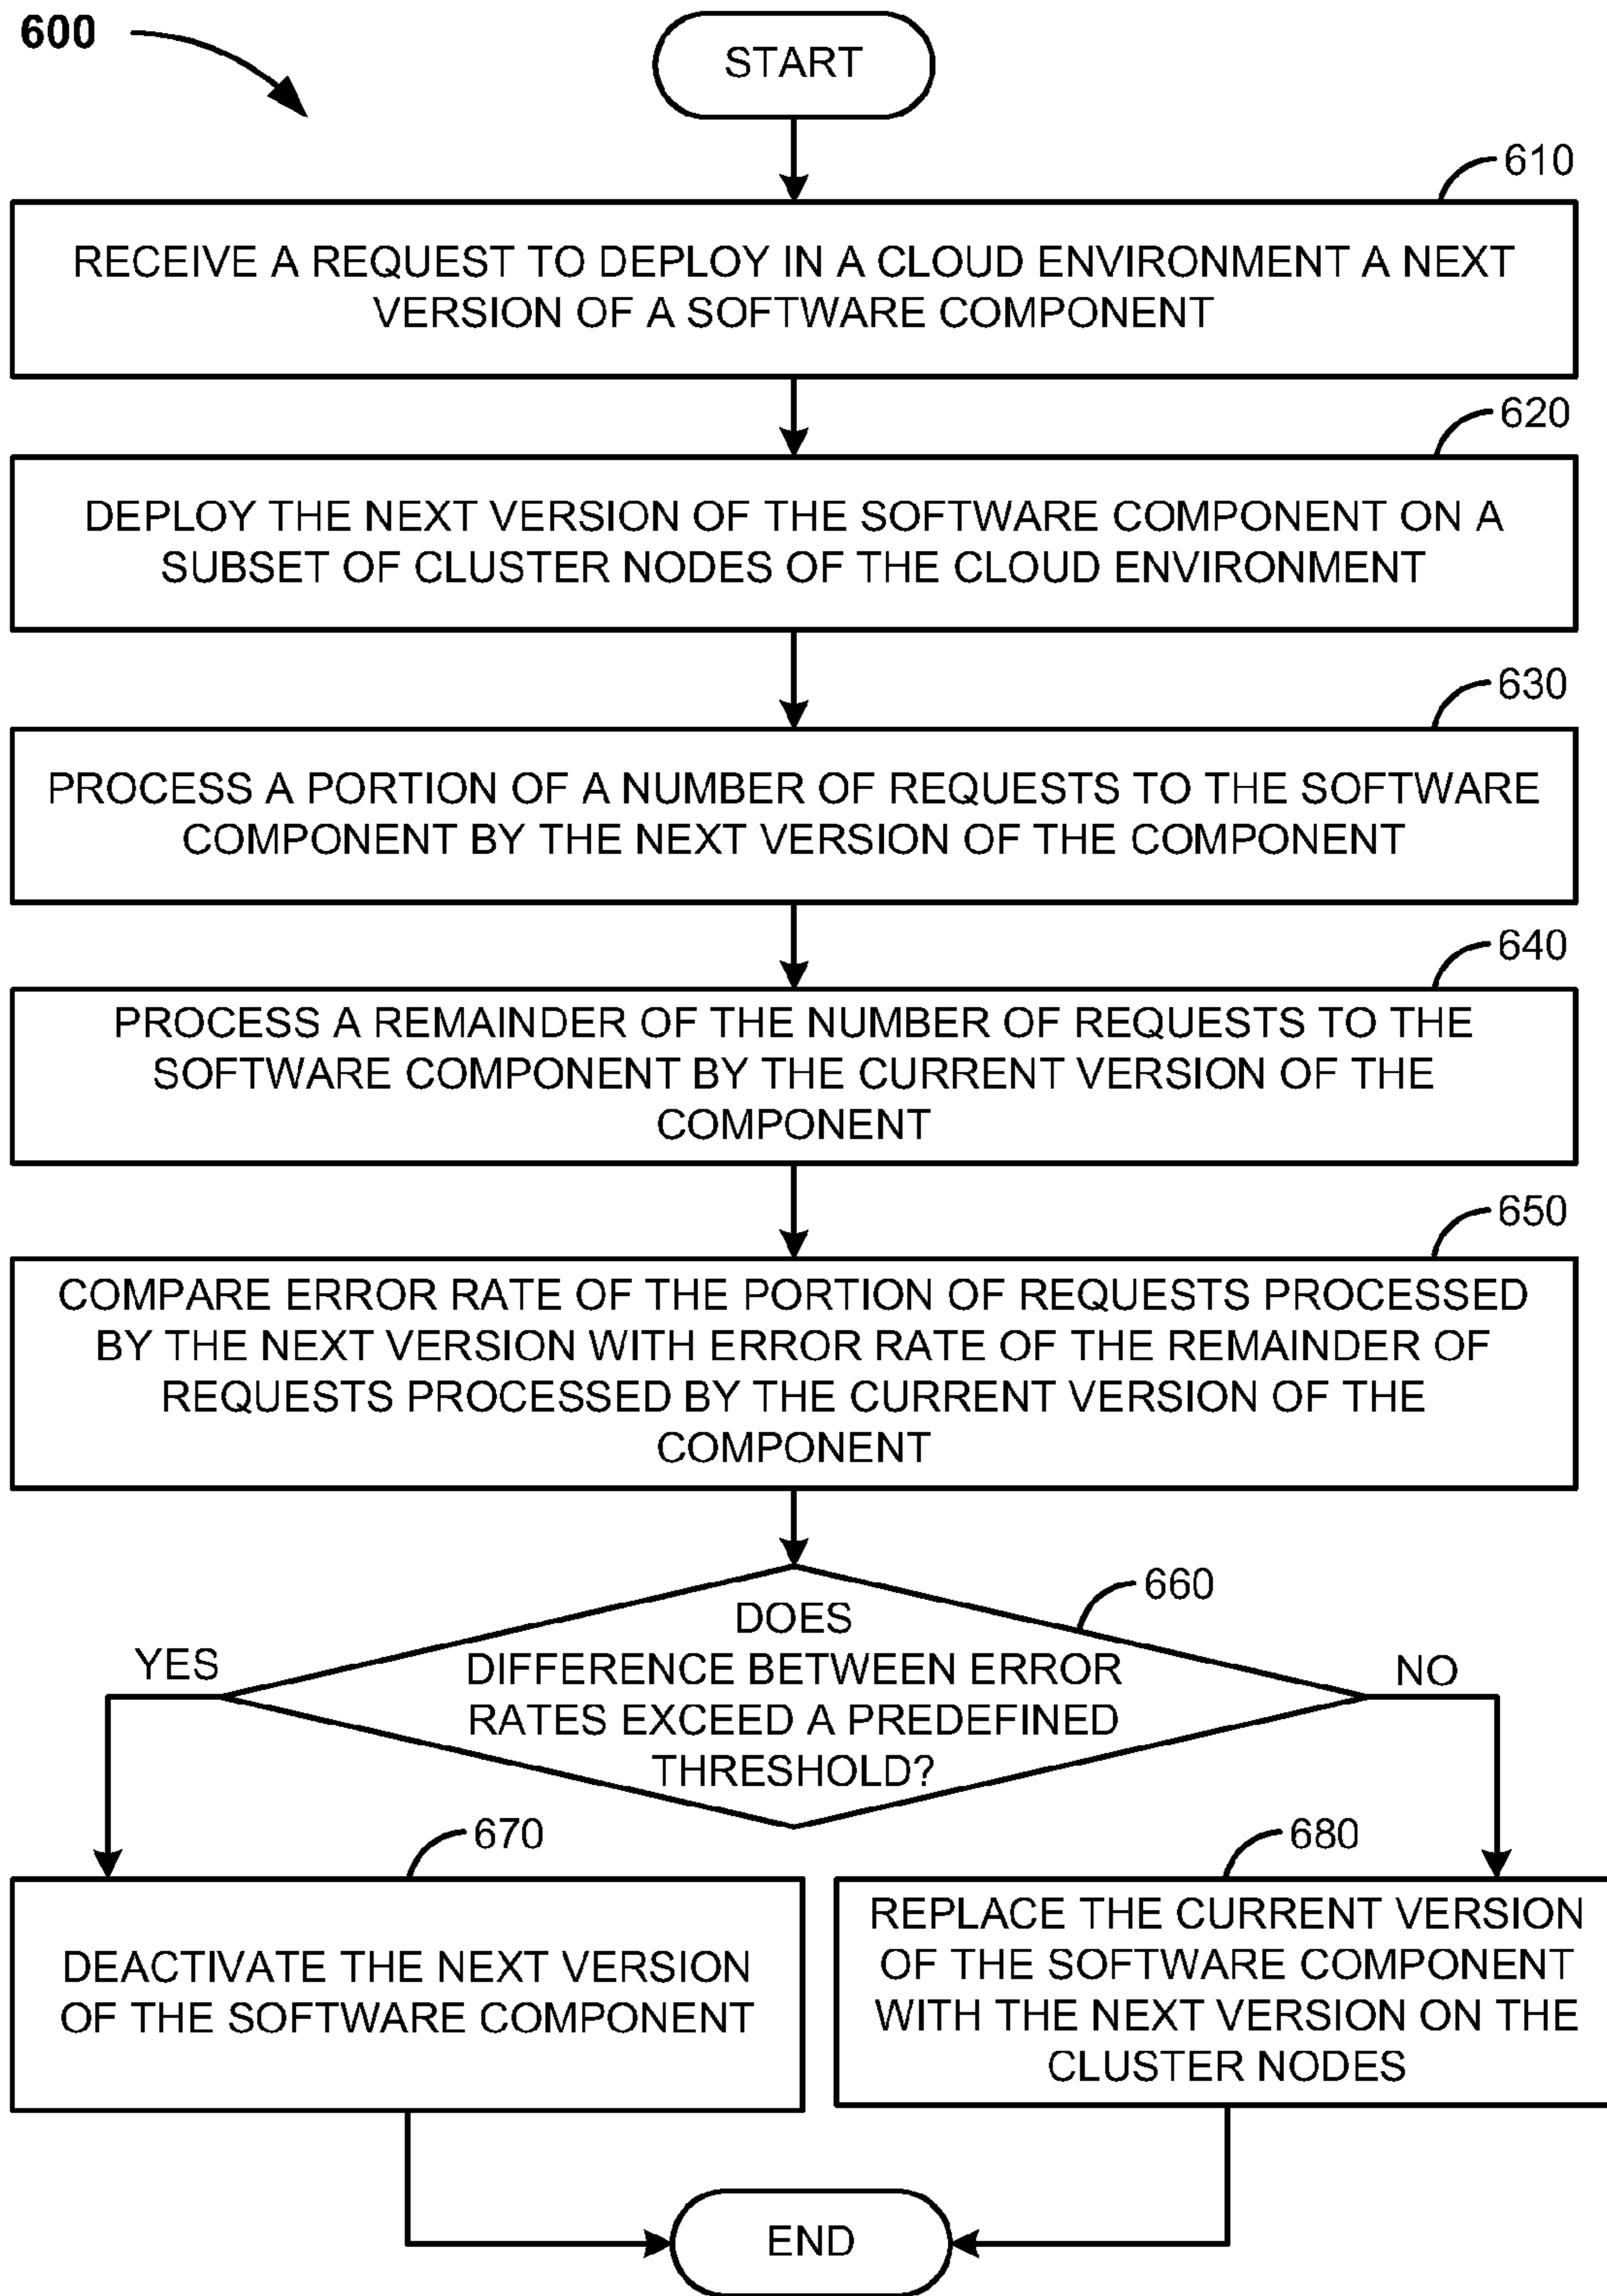 600
START
610
RECEIVE A REQUEST TO DEPLOY IN A CLOUD ENVIRONMENT A NEXT
VERSION OF A SOFTWARE COMPONENT
620
DEPLOY THE NEXT VERSION OF THE SOFTWARE COMPONENT ON A
SUBSET OF CLUSTER NODES OF THE CLOUD ENVIRONMENT
630
PROCESS A PORTION OF A NUMBER OF REQUESTS TO THE SOFTWARE
COMPONENT BY THE NEXT VERSION OF THE COMPONENT
640
PROCESS A REMAINDER OF THE NUMBER OF REQUESTS TO THE
SOFTWARE COMPONENT BY THE CURRENT VERSION OF THE
COMPONENT
650
COMPARE ERROR RATE OF THE PORTION OF REQUESTS PROCESSED
BY THE NEXT VERSION WITH ERROR RATE OF THE REMAINDER OF
REQUESTS PROCESSED BY THE CURRENT VERSION OF THE
COMPONENT
660
DOES
DIFFERENCE BETWEEN ERROR
RATES EXCEED A PREDEFINED
THRESHOLD?
YES
NO
670
DEACTIVATE THE NEXT VERSION
OF THE SOFTWARE COMPONENT
680
REPLACE THE CURRENT VERSION
OF THE SOFTWARE COMPONENT
WITH THE NEXT VERSION ON THE
CLUSTER NODES
END